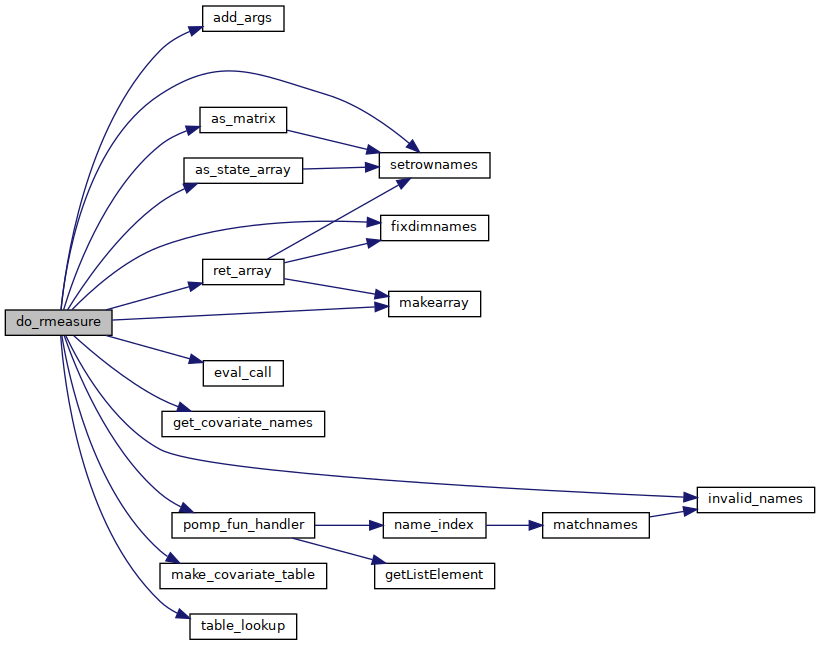 add_args
as_matrix
setrownames
as_state_array
fixdimnames
ret_array
makearray
do_rmeasure
eval_call
get_covariate_names
invalid_names
pomp_fun_handler
name_index
matchnames
make_covariate_table
getListElement
table_lookup